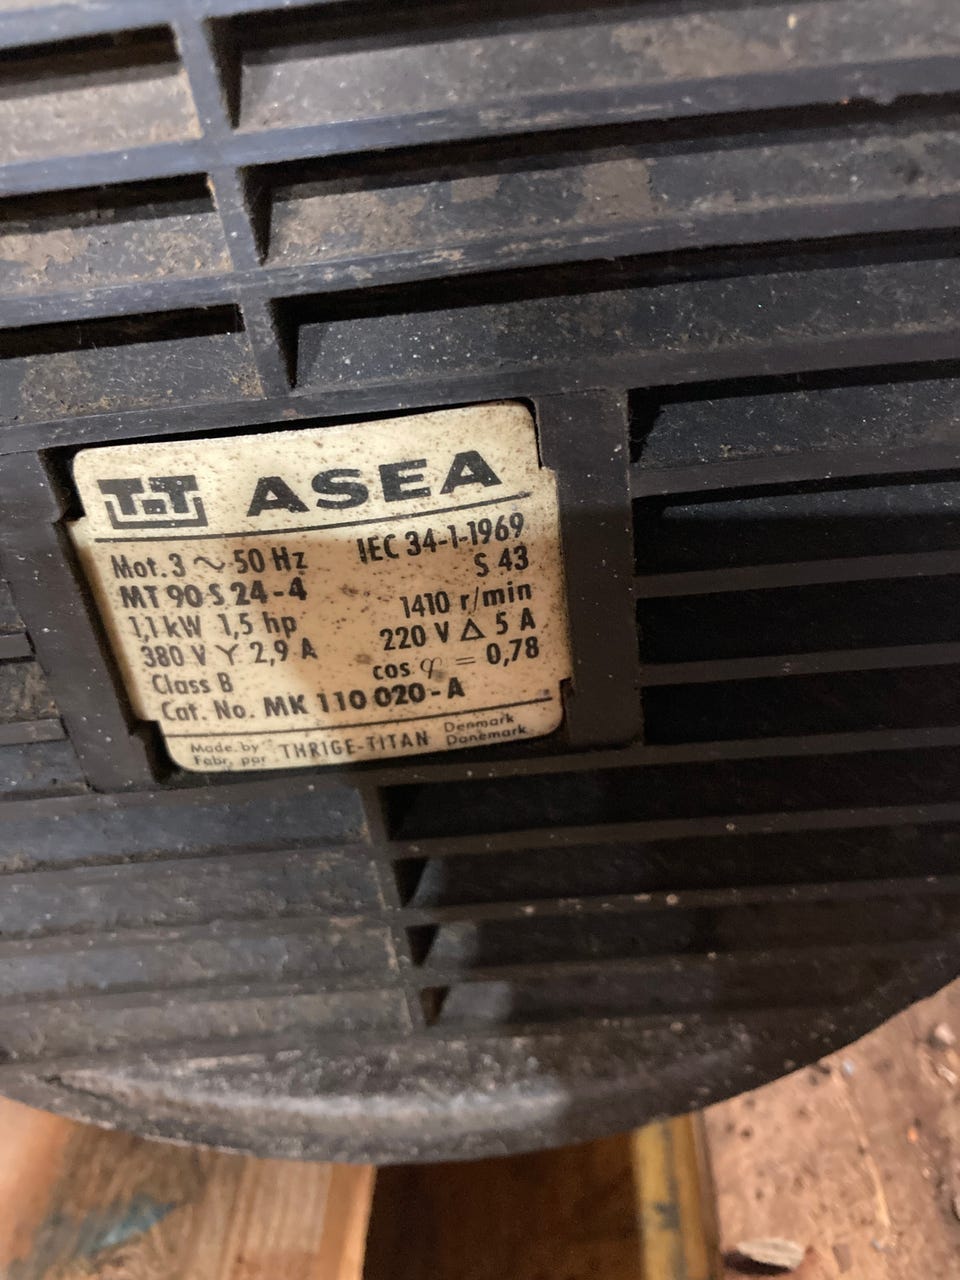 TT ASEA
Mot. 3 ~ 50 Hz IEC 34-1-1969
MT 90 S 24-4 S 43
1,1 kW 1,5 hp 1410 r/min
380 V Y 2,9 A 220 V Δ 5 A
Class B cos φ = 0,78
Cat. No. MK 110 020-A
Made by THRIGE-TITAN Denmark
Fabr. par Danemark